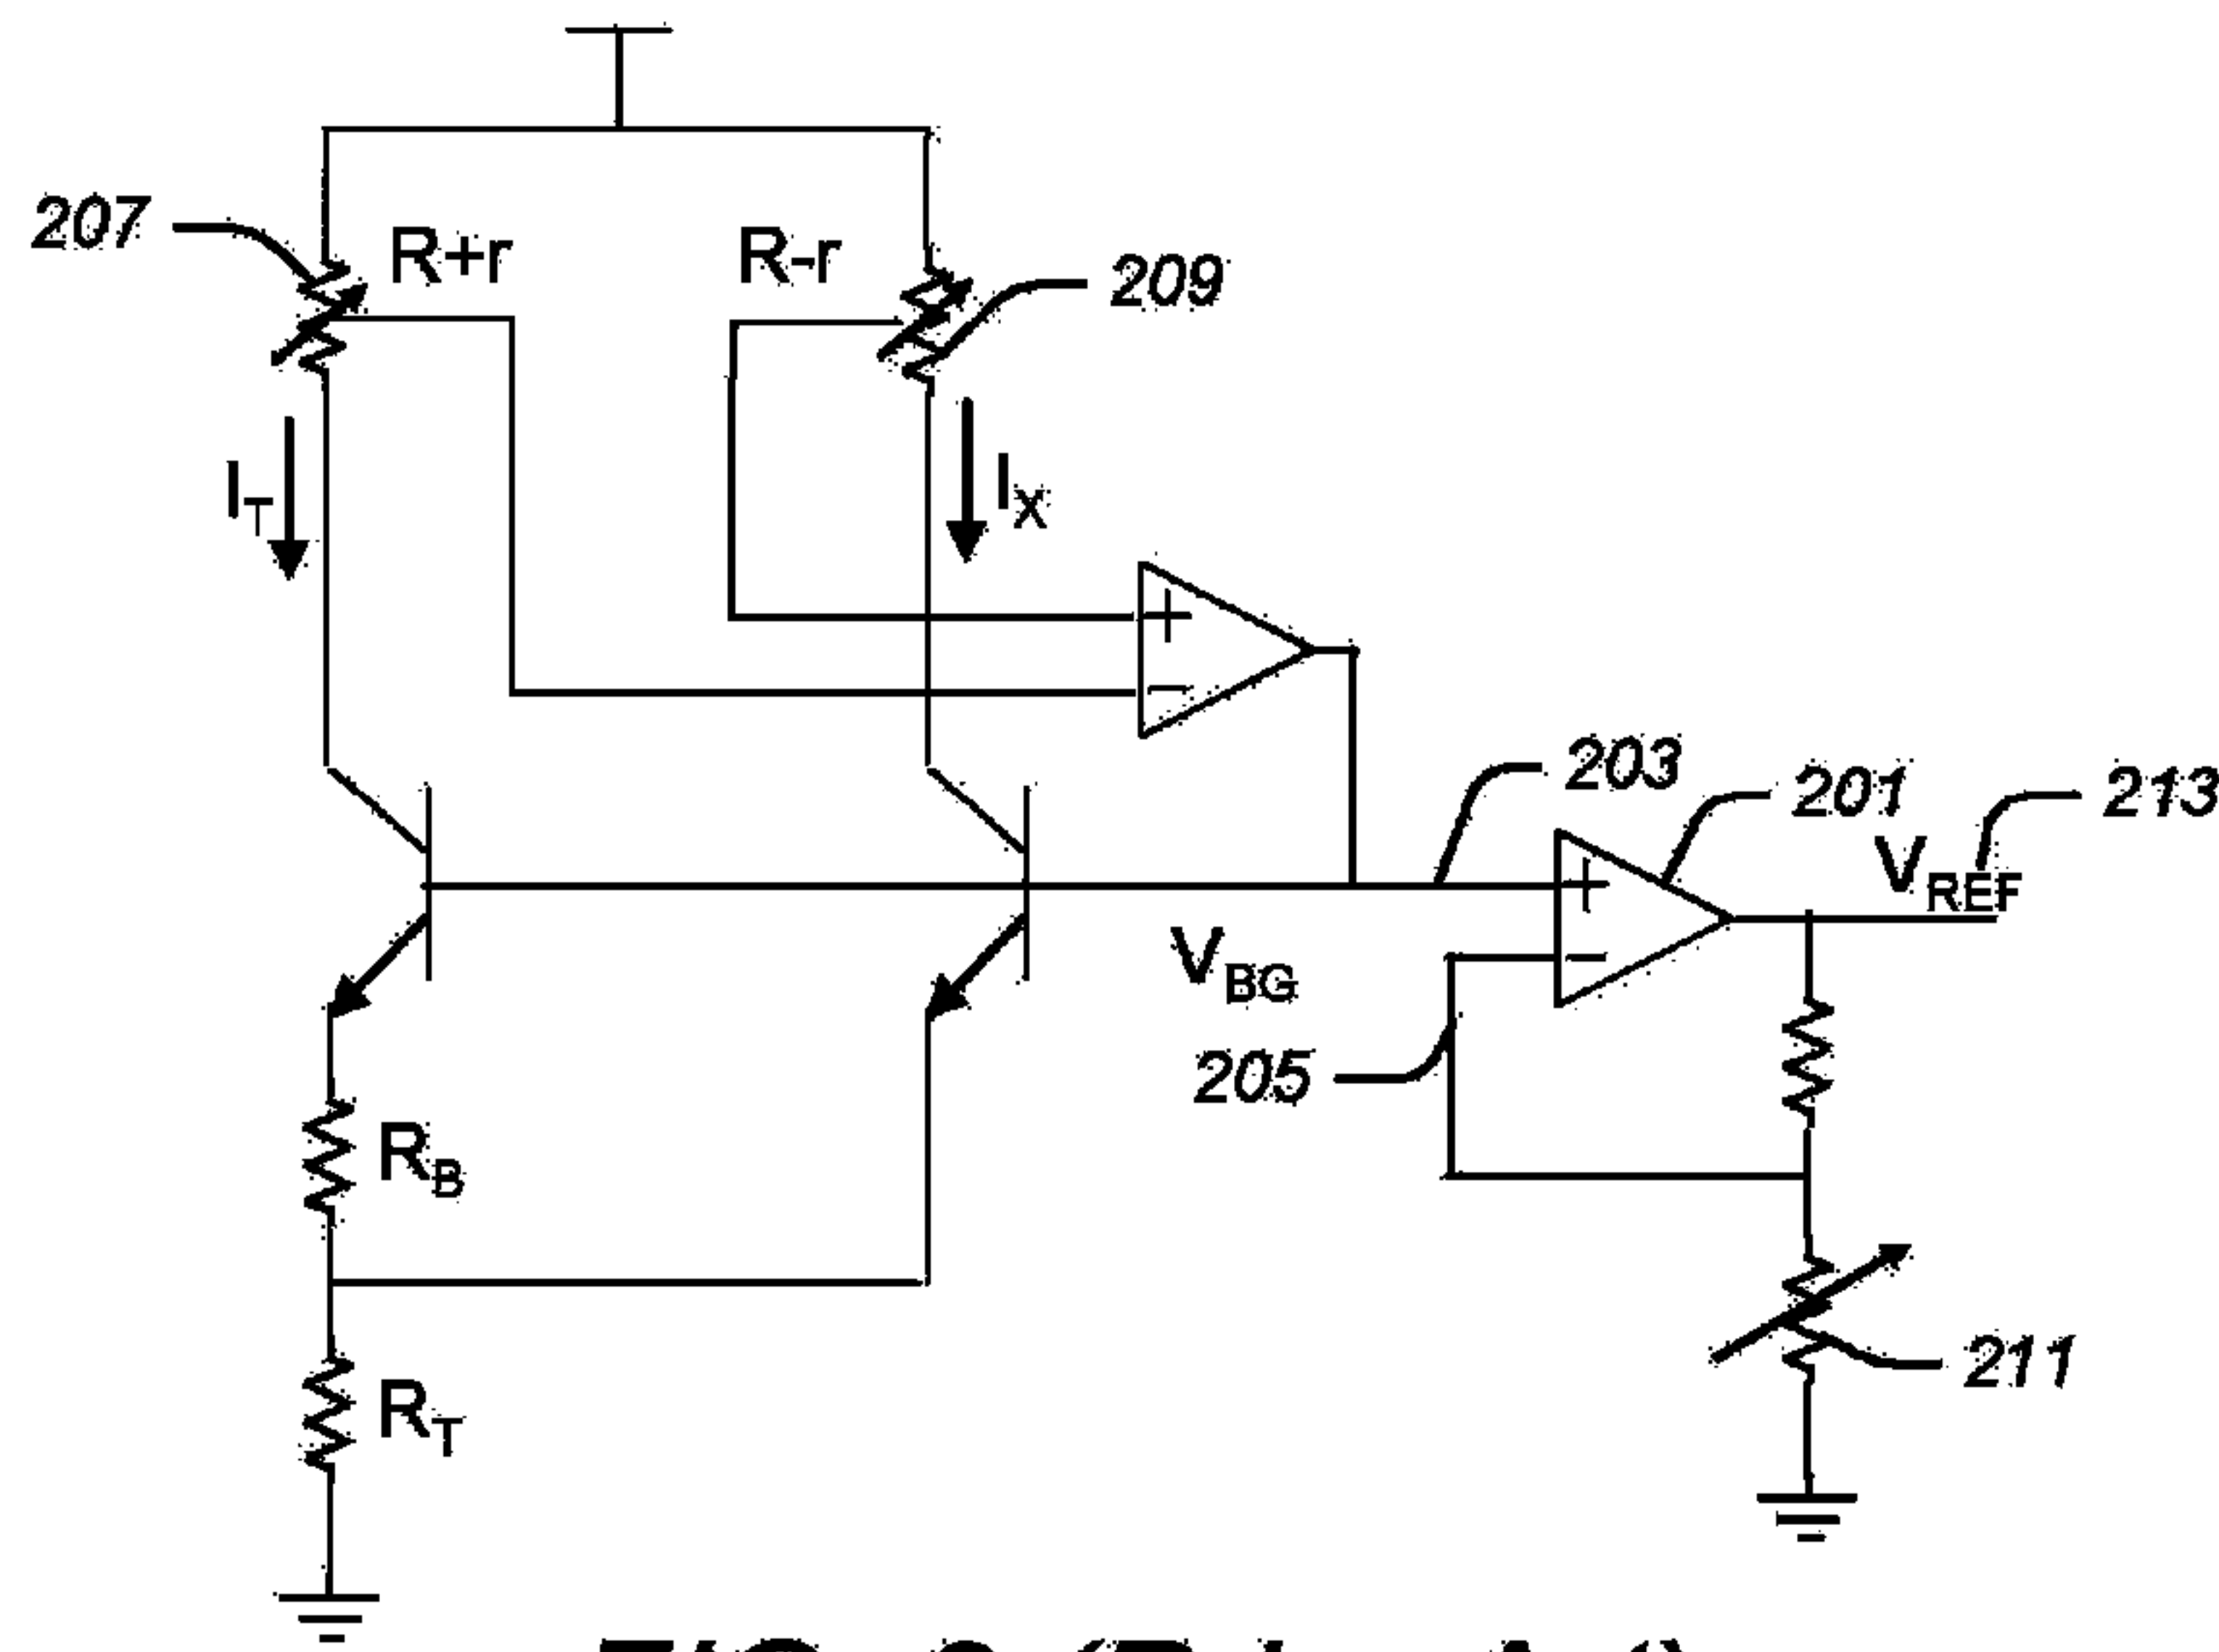 207
R+r
R-r
209
I_T
I_X
+
−
203
201
213
V_REF
+
−
V_BG
205
R_B
R_T
211